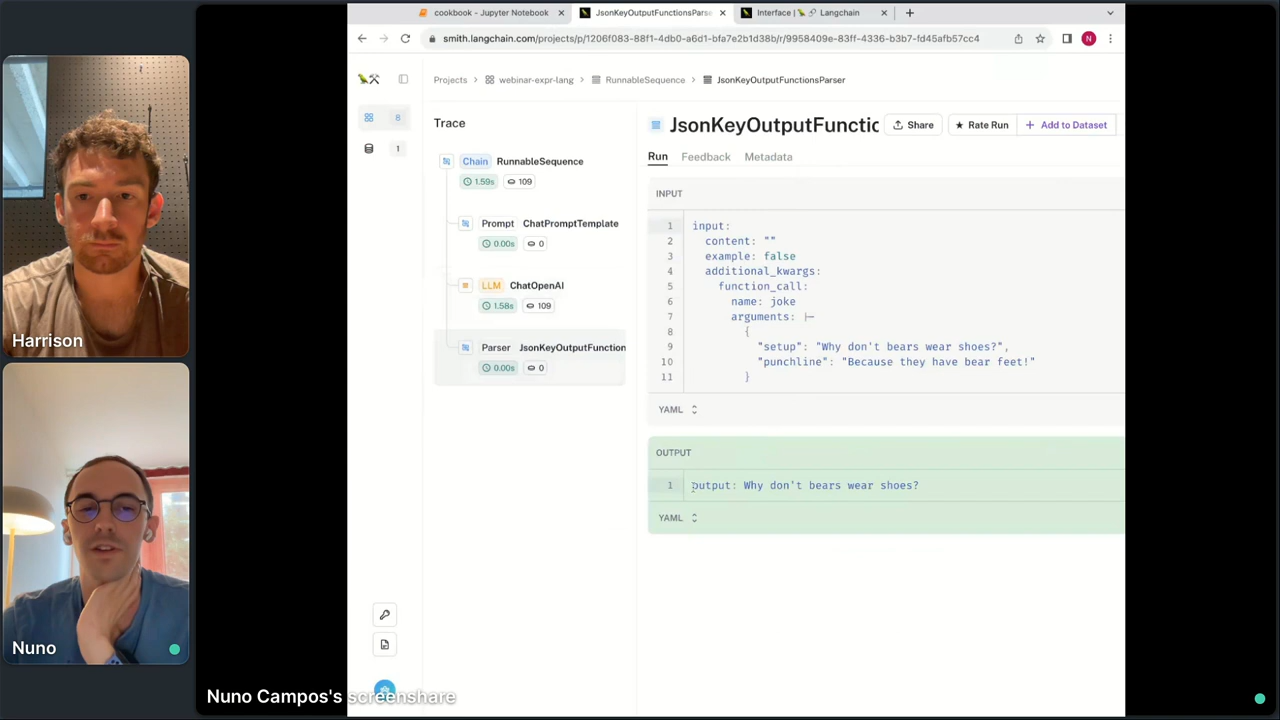 cookbook - Jupyter Notebook
JsonKeyOutputFunctionsParse
Interface | Langchain
smith.langchain.com/projects/p/1206f083-88f1-4db0-a6d1-bfa7e2b1d38b/r/9958409e-83ff-4336-b3b7-fd45afb57cc4
N
Projects > webinar-expr-lang > RunnableSequence > JsonKeyOutputFunctionsParser
8
1
Trace
Chain RunnableSequence
1.59s 109
Prompt ChatPromptTemplate
0.00s 0
LLM ChatOpenAI
1.58s 109
Parser JsonKeyOutputFunction
0.00s 0
JsonKeyOutputFunctic
Share
Rate Run
+ Add to Dataset
Run Feedback Metadata
INPUT
1 input:
2 content: ""
3 example: false
4 additional_kwargs:
5 function_call:
6 name: joke
7 arguments: |-
8 {
9 "setup": "Why don't bears wear shoes?",
10 "punchline": "Because they have bear feet!"
11 }
YAML
OUTPUT
1 output: Why don't bears wear shoes?
YAML
Harrison
Nuno
Nuno Campos's screenshare